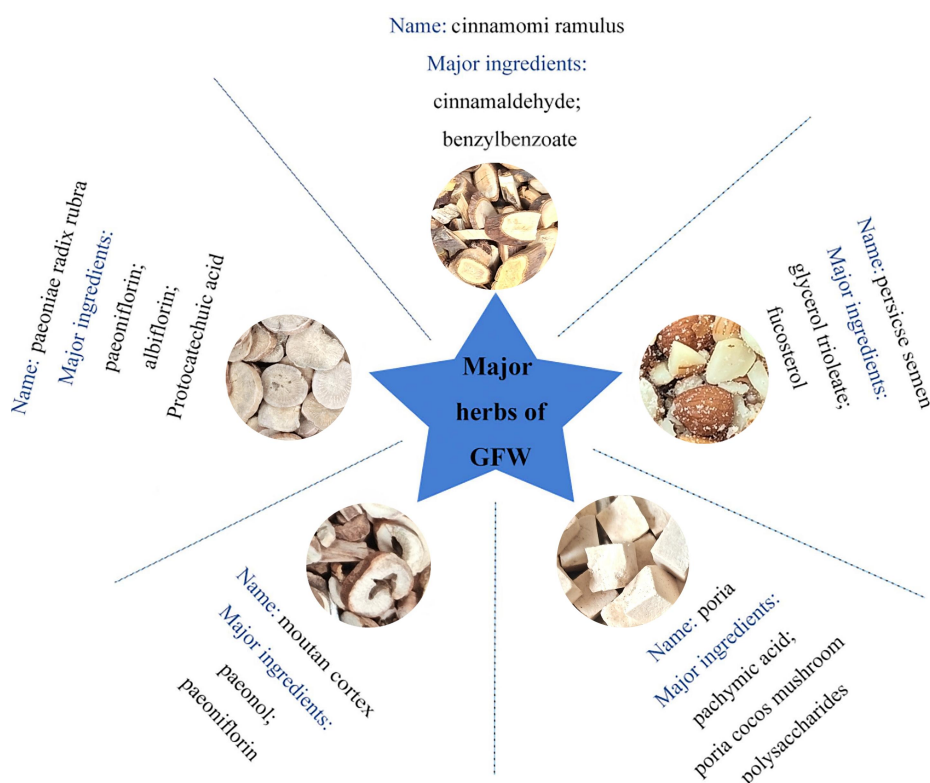 Name: cinnamomi ramulus
Major ingredients:
cinnamaldehyde;
benzylbenzoate
Name: paeoniae radix rubra
Major ingredients:
paeoniflorin;
albiflorin;
Protocatechuic acid
Name: persicse semen
Major ingredients:
glycerol trioleate;
fucosterol
Major
herbs of
GFW
Name: moutan cortex
Major ingredients:
paeonol;
paeoniflorin
Name: poria
Major ingredients:
pachymic acid;
poria cocos mushroom
polysaccharides